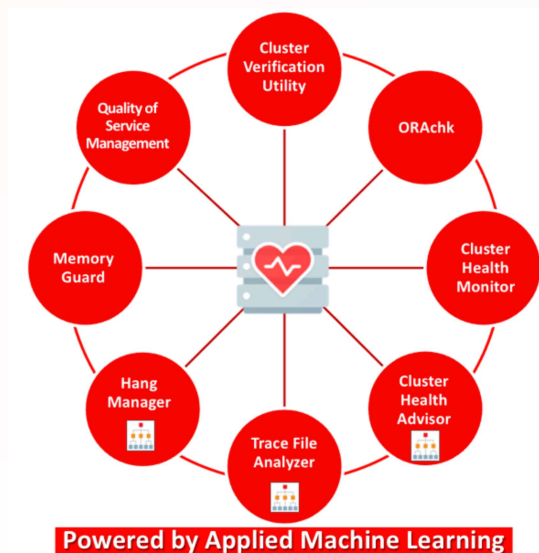 Cluster
Verification
Utility
ORAchk
Cluster
Health
Monitor
Cluster
Health
Advisor
Trace File
Analyzer
Hang
Manager
Memory
Guard
Quality of
Service
Management
Powered by Applied Machine Learning